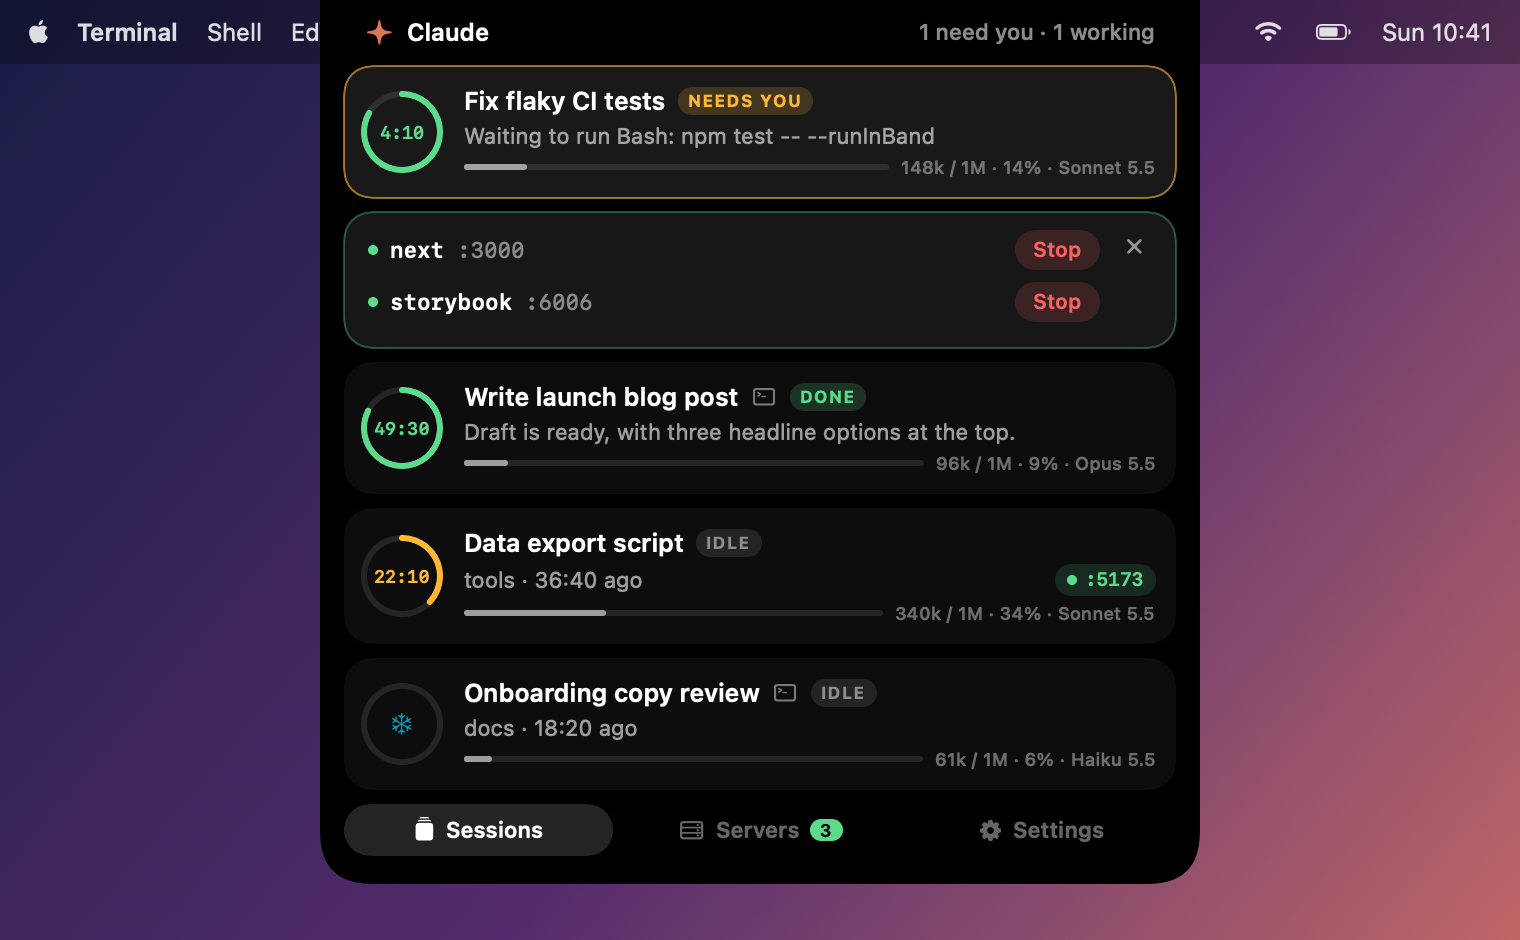 Terminal Shell Ed
Claude
1 need you · 1 working
Sun 10:41
4:10
Fix flaky CI tests NEEDS YOU
Waiting to run Bash: npm test -- --runInBand
148k / 1M · 14% · Sonnet 5.5
next :3000 Stop
storybook :6006 Stop
49:30
Write launch blog post DONE
Draft is ready, with three headline options at the top.
96k / 1M · 9% · Opus 5.5
22:10
Data export script IDLE
tools · 36:40 ago
:5173
340k / 1M · 34% · Sonnet 5.5
Onboarding copy review IDLE
docs · 18:20 ago
61k / 1M · 6% · Haiku 5.5
Sessions Servers 3 Settings